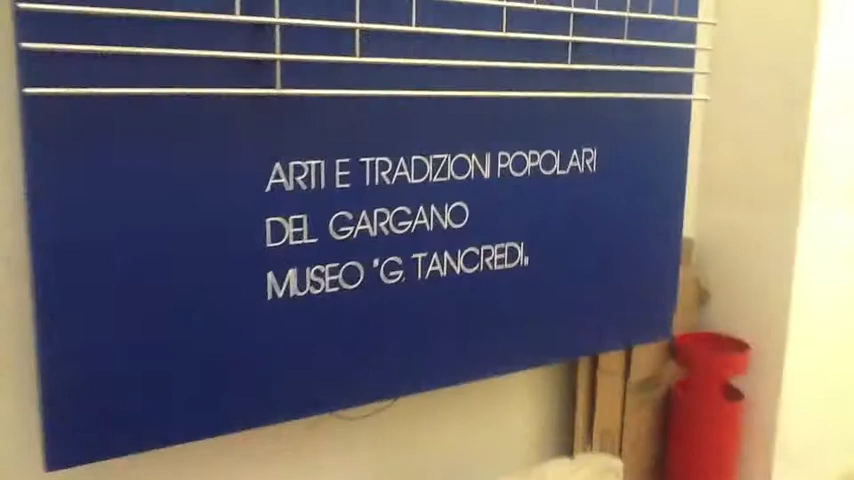 ARTI E TRADIZIONI POPOLARI
DEL GARGANO
MUSEO "G. TANCREDI"